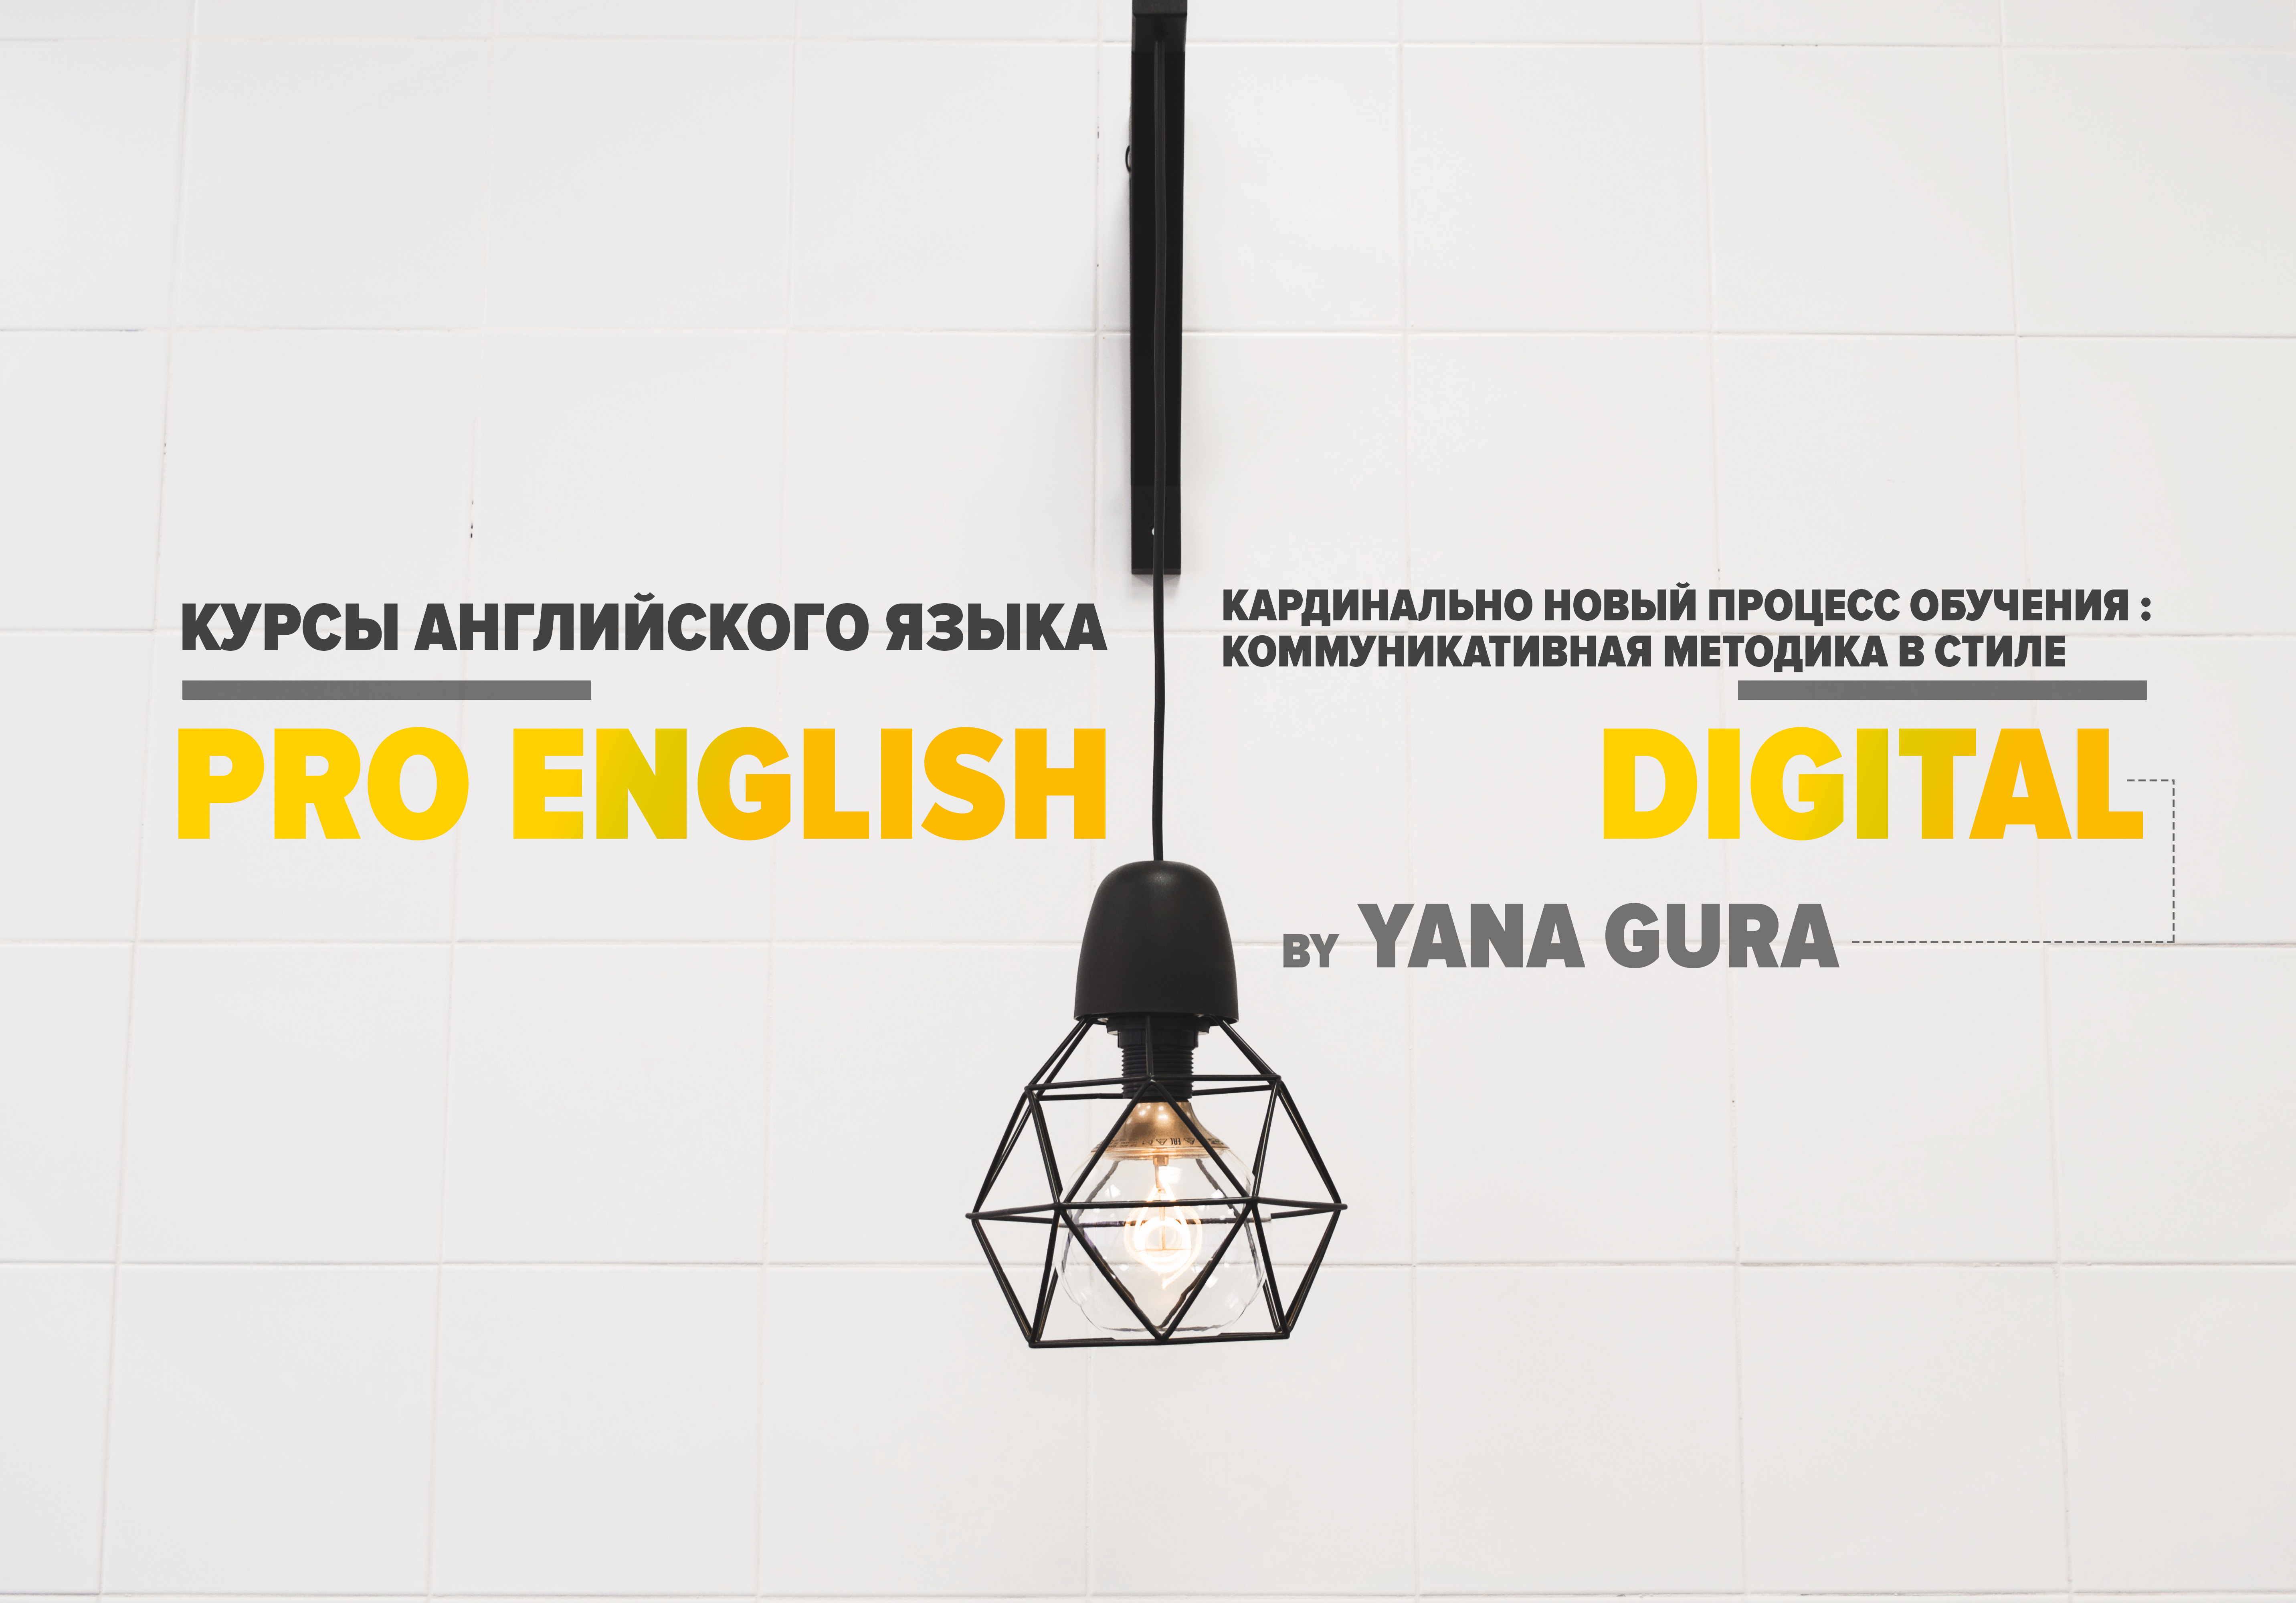 КУРСЫ АНГЛИЙСКОГО ЯЗЫКА
PRO ENGLISH
КАРДИНАЛЬНО НОВЫЙ ПРОЦЕСС ОБУЧЕНИЯ :
КОММУНИКАТИВНАЯ МЕТОДИКА В СТИЛЕ
DIGITAL
BY YANA GURA